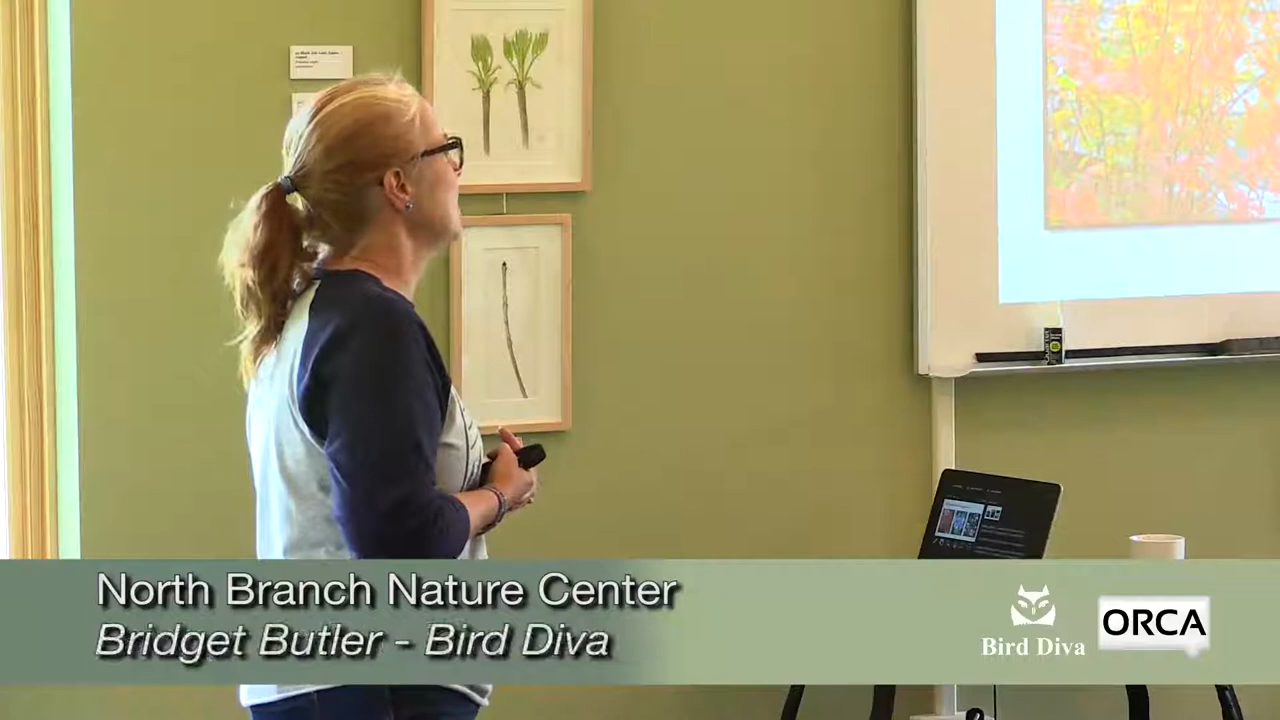 North Branch Nature Center
Bridget Butler - Bird Diva
Bird Diva
ORCA